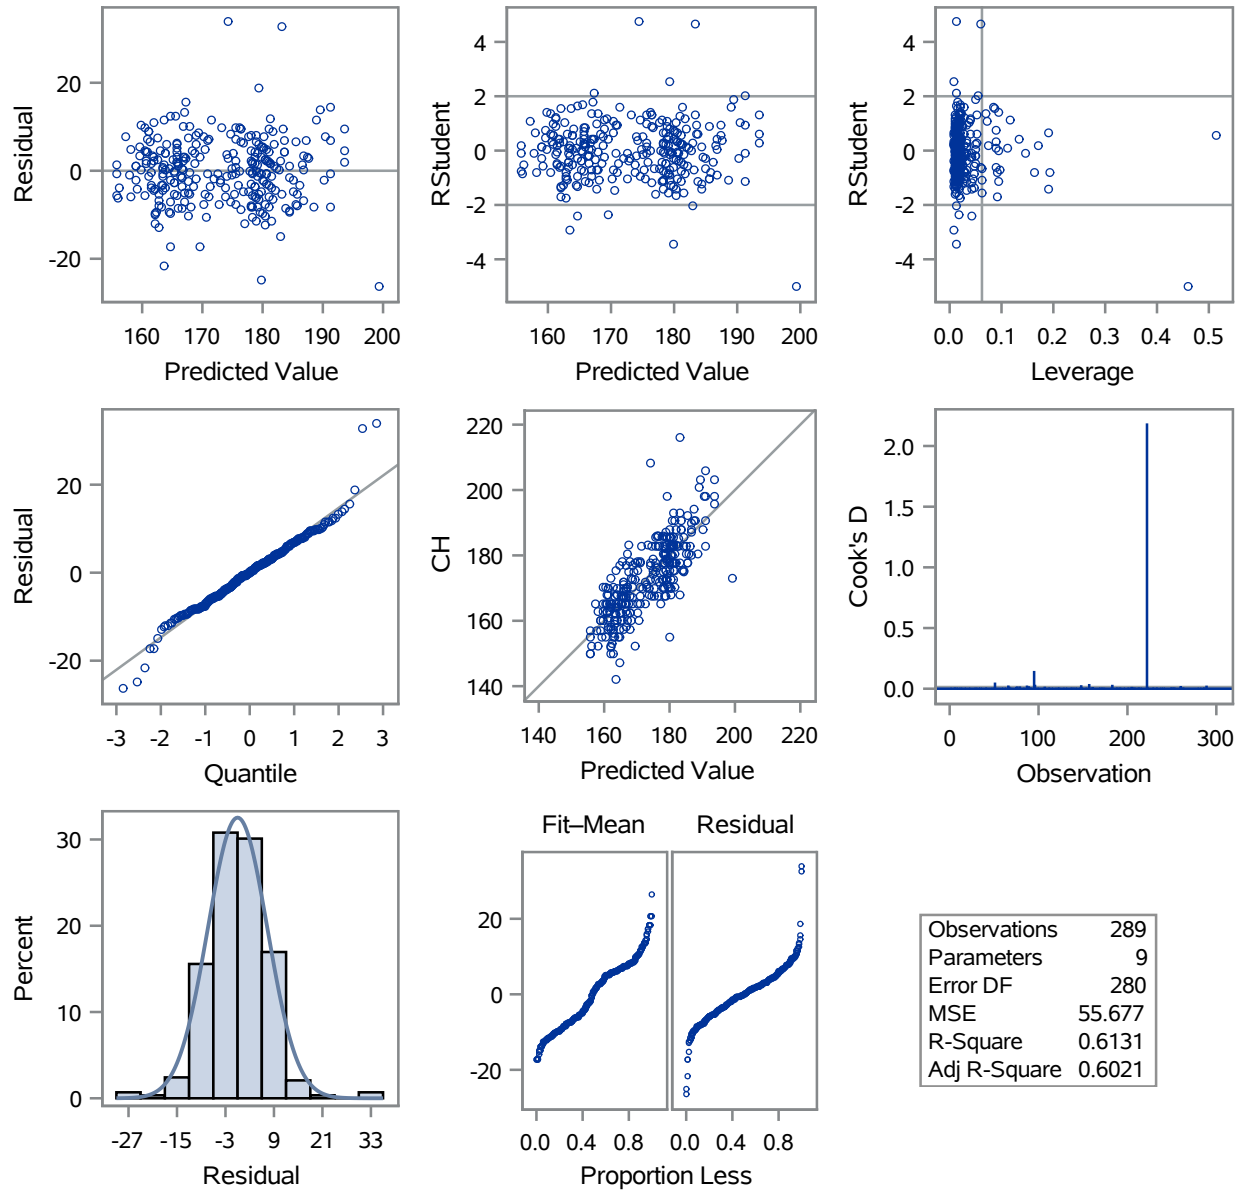 Residual
20
0
-20
160 170 180 190 200
Predicted Value
RStudent
4
2
0
-2
-4
160 170 180 190 200
Predicted Value
RStudent
4
2
0
-2
-4
0.0 0.1 0.2 0.3 0.4 0.5
Leverage
Residual
20
0
-20
-3 -2 -1 0 1 2 3
Quantile
CH
220
200
180
160
140
140 160 180 200 220
Predicted Value
Cook's D
2.0
1.5
1.0
0.5
0.0
0 100 200 300
Observation
Percent
30
20
10
0
-27 -15 -3 9 21 33
Residual
Fit–Mean Residual
20
0
-20
0.0 0.4 0.8 0.0 0.4 0.8
Proportion Less
Observations 289
Parameters 9
Error DF 280
MSE 55.677
R-Square 0.6131
Adj R-Square 0.6021